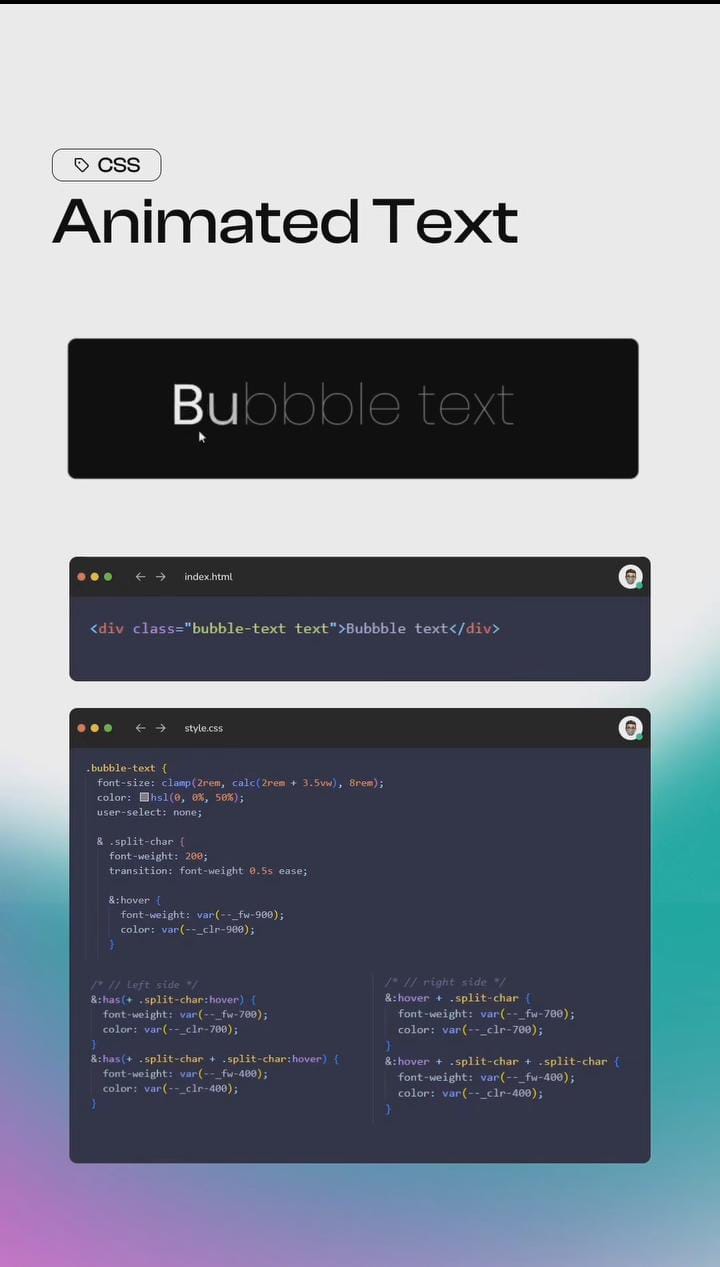 CSS
Animated Text
Bubbble text
index.html
<div class="bubble-text text">Bubbble text</div>
style.css
.bubble-text {
font-size: clamp(2rem, calc(2rem + 3.5vw), 8rem);
color: hsl(0, 0%, 50%);
user-select: none;
& .split-char {
font-weight: 200;
transition: font-weight 0.5s ease;
&:hover {
font-weight: var(--_fw-900);
color: var(--_clr-900);
}
/* // left side */
&:has(+ .split-char:hover) {
font-weight: var(--_fw-700);
color: var(--_clr-700);
}
&:has(+ .split-char + .split-char:hover) {
font-weight: var(--_fw-400);
color: var(--_clr-400);
}
/* // right side */
&:hover + .split-char {
font-weight: var(--_fw-700);
color: var(--_clr-700);
}
&:hover + .split-char + .split-char {
font-weight: var(--_fw-400);
color: var(--_clr-400);
}